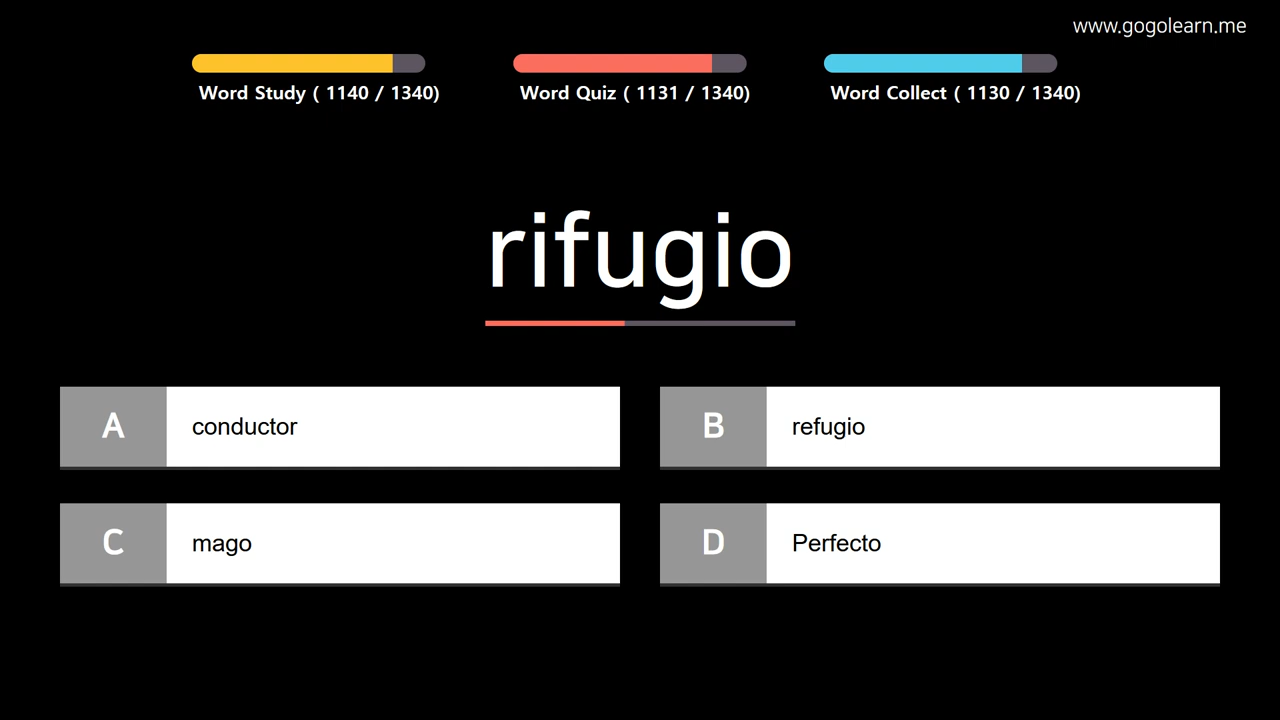 www.gogolearn.me
Word Study ( 1140 / 1340)
Word Quiz ( 1131 / 1340)
Word Collect ( 1130 / 1340)
rifugio
A conductor
B refugio
C mago
D Perfecto